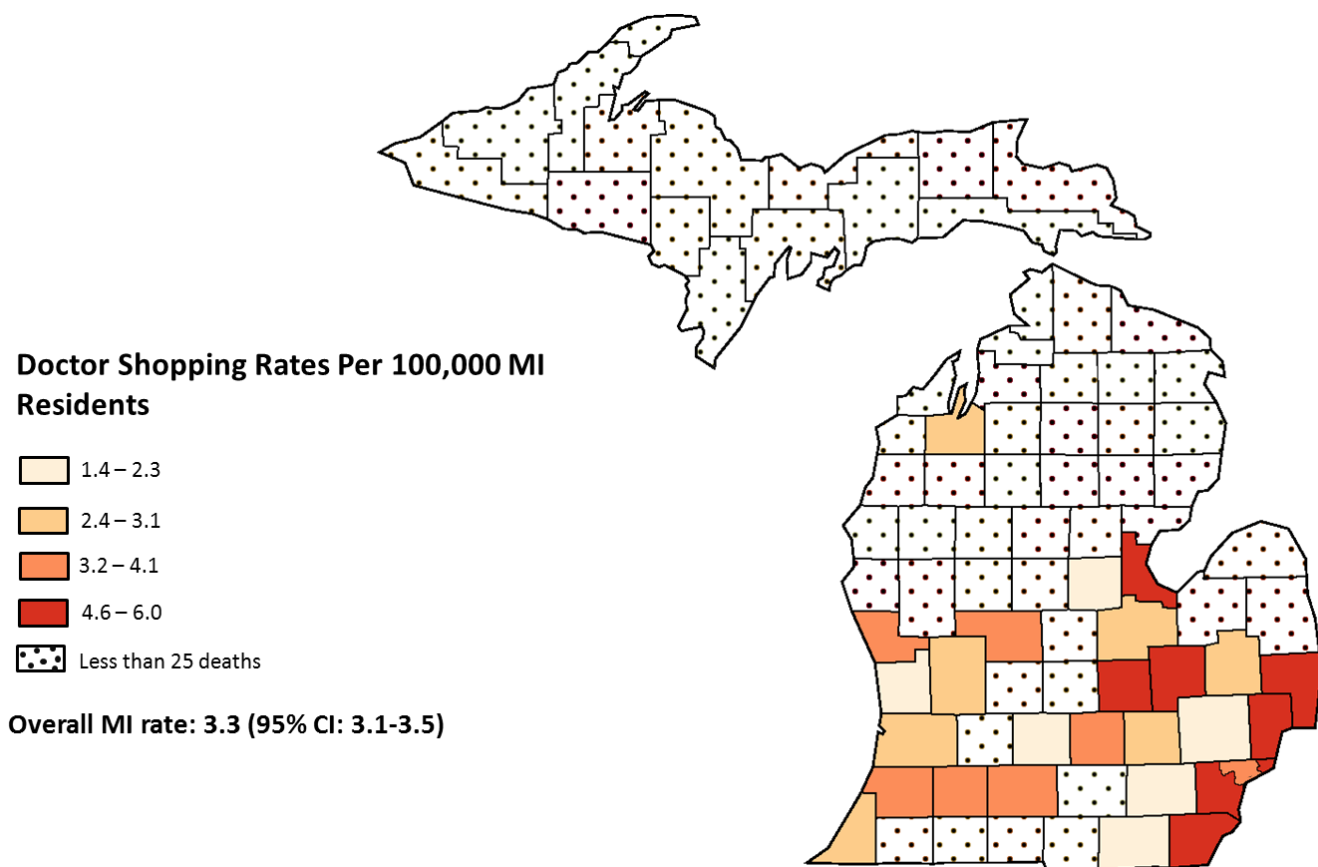 Doctor Shopping Rates Per 100,000 MI
Residents
1.4 – 2.3
2.4 – 3.1
3.2 – 4.1
4.6 – 6.0
Less than 25 deaths
Overall MI rate: 3.3 (95% CI: 3.1-3.5)